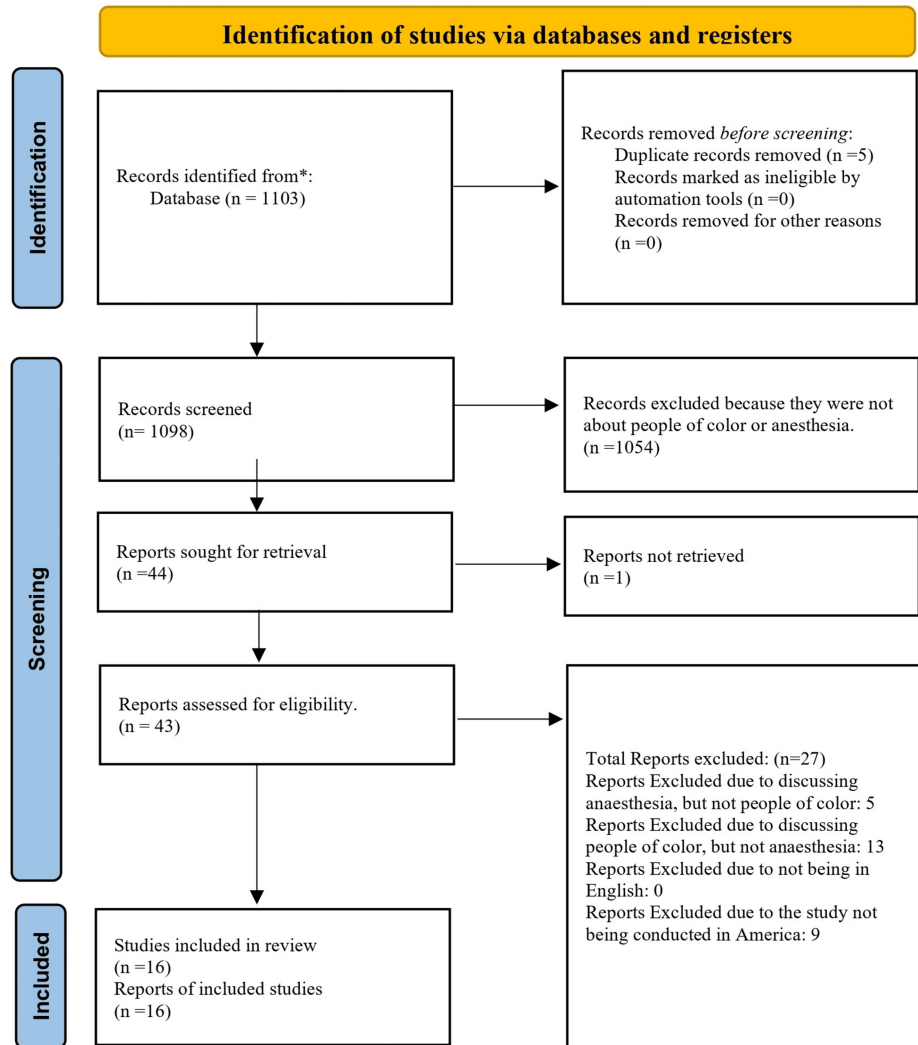 Identification of studies via databases and registers
Identification
Records identified from*:
Database (n = 1103)
Records removed before screening:
Duplicate records removed (n =5)
Records marked as ineligible by
automation tools (n =0)
Records removed for other reasons
(n =0)
Screening
Records screened
(n= 1098)
Records excluded because they were not
about people of color or anesthesia.
(n =1054)
Reports sought for retrieval
(n =44)
Reports not retrieved
(n =1)
Reports assessed for eligibility.
(n = 43)
Total Reports excluded: (n=27)
Reports Excluded due to discussing
anaesthesia, but not people of color: 5
Reports Excluded due to discussing
people of color, but not anaesthesia: 13
Reports Excluded due to not being in
English: 0
Reports Excluded due to the study not
being conducted in America: 9
Included
Studies included in review
(n =16)
Reports of included studies
(n =16)